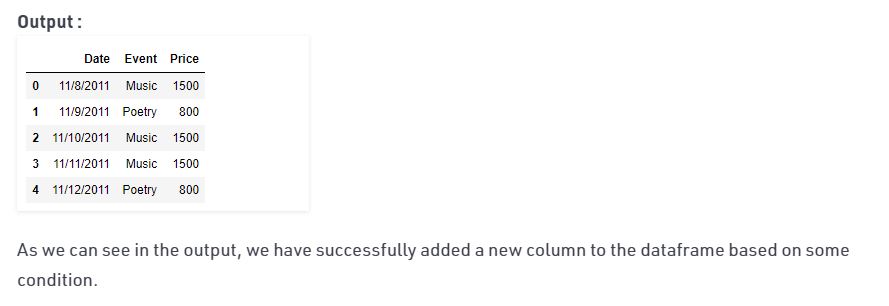 Output :
Date Event Price
0 11/8/2011 Music 1500
1 11/9/2011 Poetry 800
2 11/10/2011 Music 1500
3 11/11/2011 Music 1500
4 11/12/2011 Poetry 800
As we can see in the output, we have successfully added a new column to the dataframe based on some
condition.